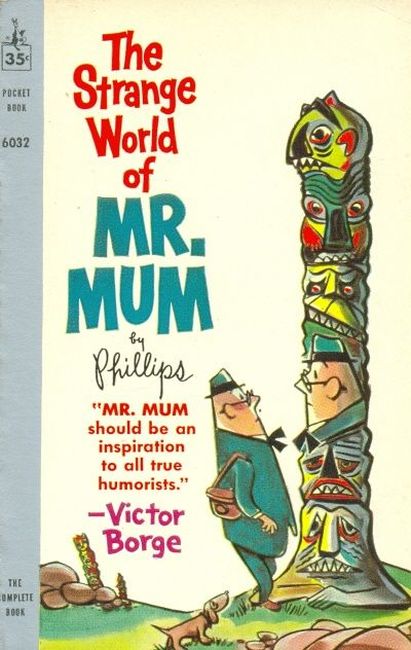 35¢
POCKET
BOOK
6032
The
Strange
World
of
MR.
MUM
by
Phillips
"MR. MUM
should be an
inspiration
to all true
humorists."
—Victor
Borge
THE
COMPLETE
BOOK